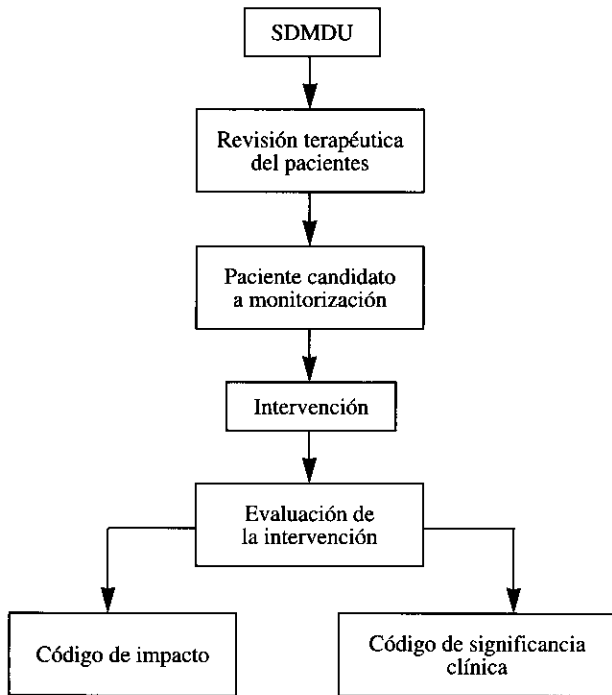 SDMDU
Revisión terapéutica
del pacientes
Paciente candidato
a monitorización
Intervención
Evaluación de
la intervención
Código de impacto
Código de significancia
clínica